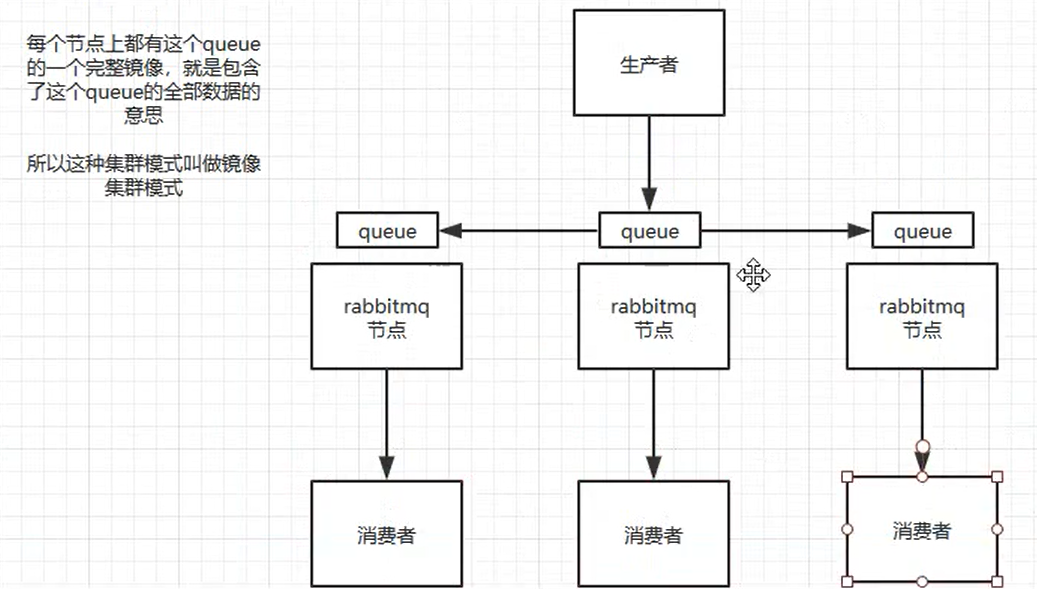 每个节点上都有这个queue
的一个完整镜像，就是包含
了这个queue的全部数据的
意思
所以这种集群模式叫做镜像
集群模式
生产者
queue
queue
queue
rabbitmq
节点
rabbitmq
节点
rabbitmq
节点
消费者
消费者
消费者